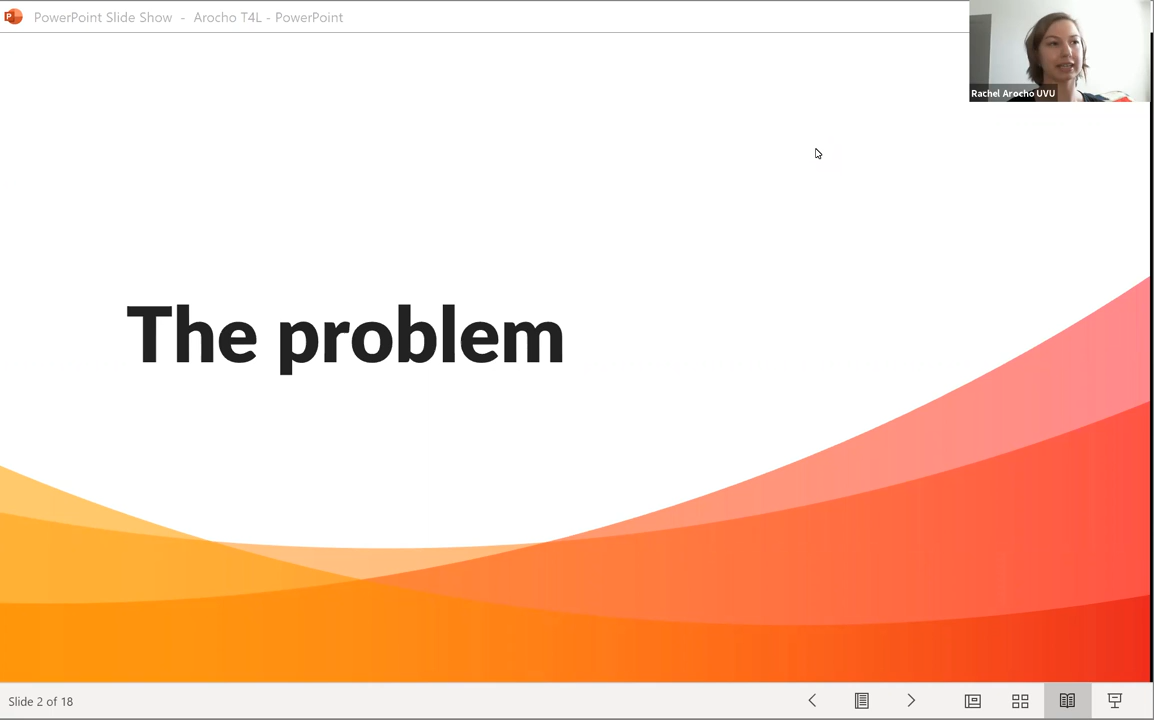 PowerPoint Slide Show - Arocho T4L - PowerPoint
Rachel Arocho UVU
The problem
Slide 2 of 18